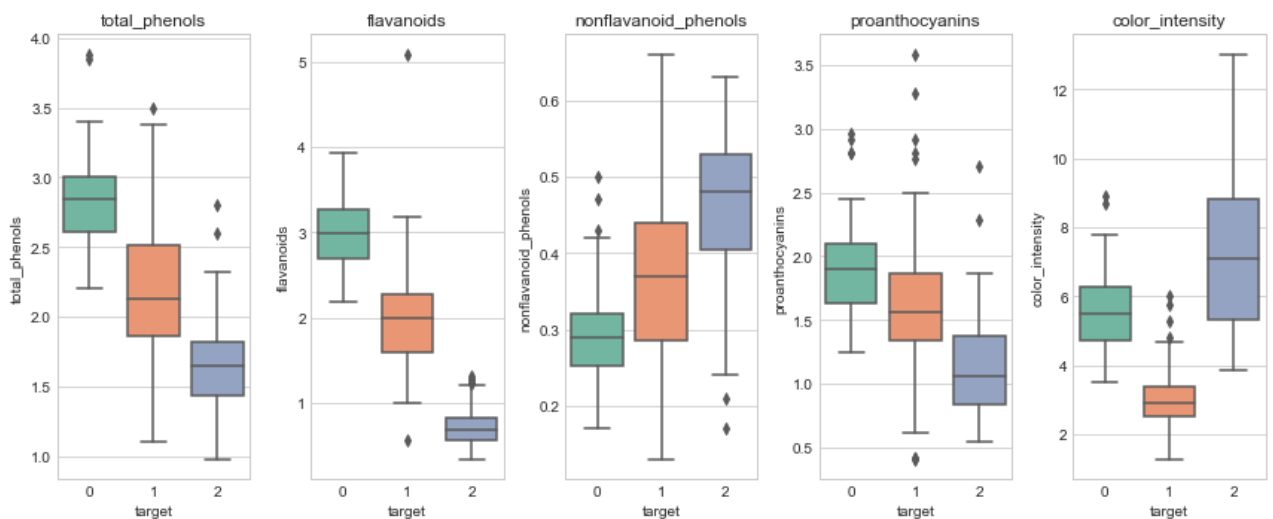 total_phenols
total_phenols
4.0
3.5
3.0
2.5
2.0
1.5
1.0
0 1 2
target
flavanoids
flavanoids
5
4
3
2
1
0 1 2
target
nonflavanoid_phenols
nonflavanoid_phenols
0.6
0.5
0.4
0.3
0.2
0 1 2
target
proanthocyanins
proanthocyanins
3.5
3.0
2.5
2.0
1.5
1.0
0.5
0 1 2
target
color_intensity
color_intensity
12
10
8
6
4
2
0 1 2
target